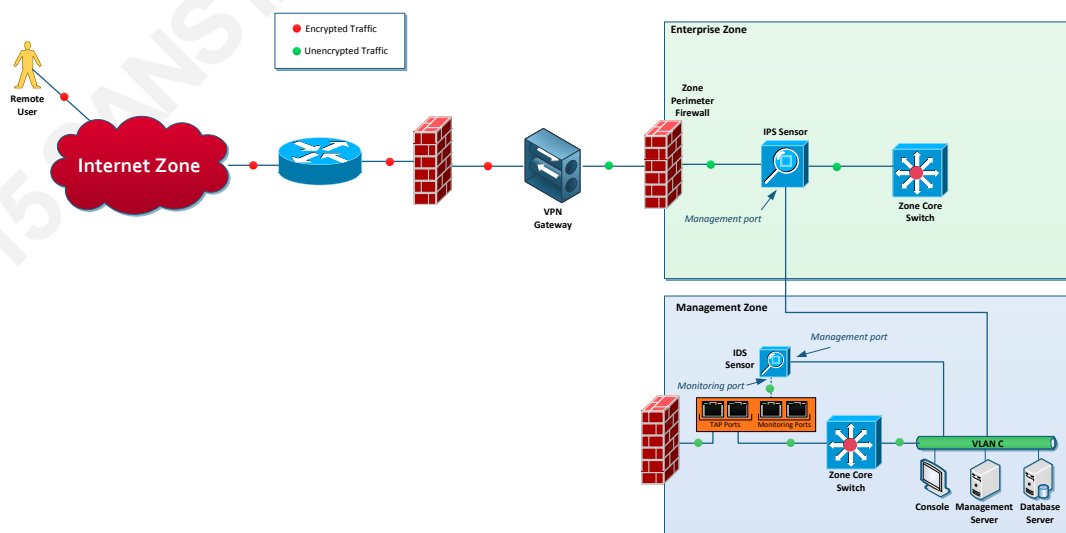 Encrypted Traffic
Unencrypted Traffic
Enterprise Zone
Remote
User
Internet Zone
VPN
Gateway
Zone
Perimeter
Firewall
IPS Sensor
Management port
Zone Core
Switch
Management Zone
IDS
Sensor
Management port
Monitoring port
TAP Ports
Monitoring Ports
Zone Core
Switch
VLAN C
Console
Management
Server
Database
Server